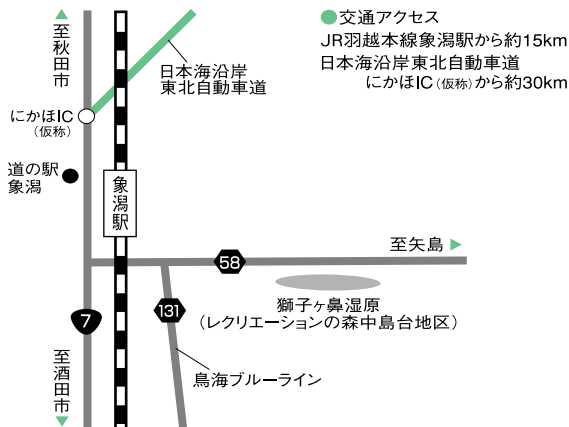 至秋田市
●交通アクセス
JR羽越本線象潟駅から約15km
日本海沿岸東北自動車道
にかほIC(仮称)から約30km
日本海沿岸
東北自動車道
にかほIC
(仮称)
道の駅
象潟
象潟駅
至矢島
58
獅子ヶ鼻湿原
(レクリエーションの森中島台地区)
131
7
鳥海ブルーライン
至酒田市